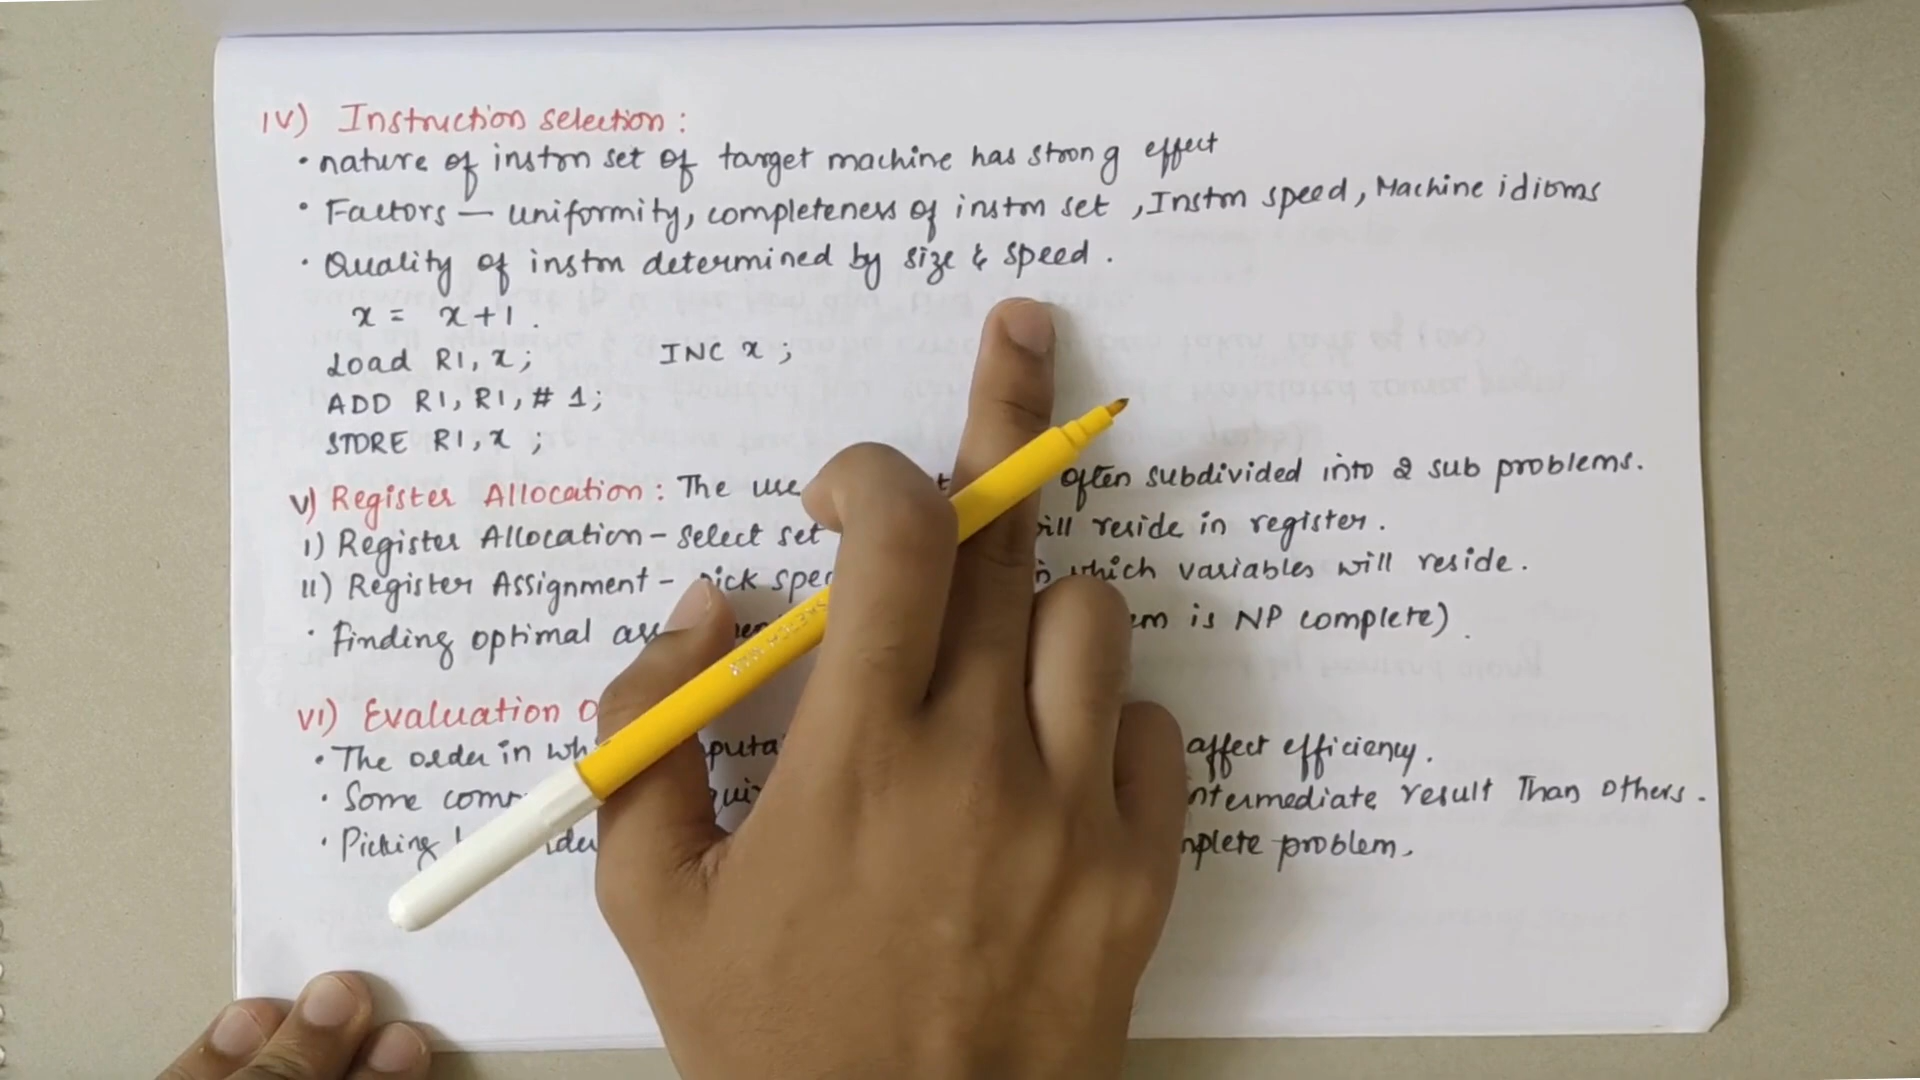 IV) Instruction selection :
• nature of instrn set of target machine has strong effect
• Factors — uniformity, completeness of instrn set , Instrn speed, Machine idioms
• Quality of instrn determined by size & speed .
x = x+1 .
Load R1, x; INC x ;
ADD R1, R1, # 1;
STORE R1, x ;
V) Register Allocation : The use often subdivided into 2 sub problems.
i) Register Allocation - select set will reside in register .
ii) Register Assignment - pick which variables will reside .
• Finding optimal is NP complete) .
VI) Evaluation
• The order in affect efficiency .
• Some intermediate result Than others .
• Picking problem .